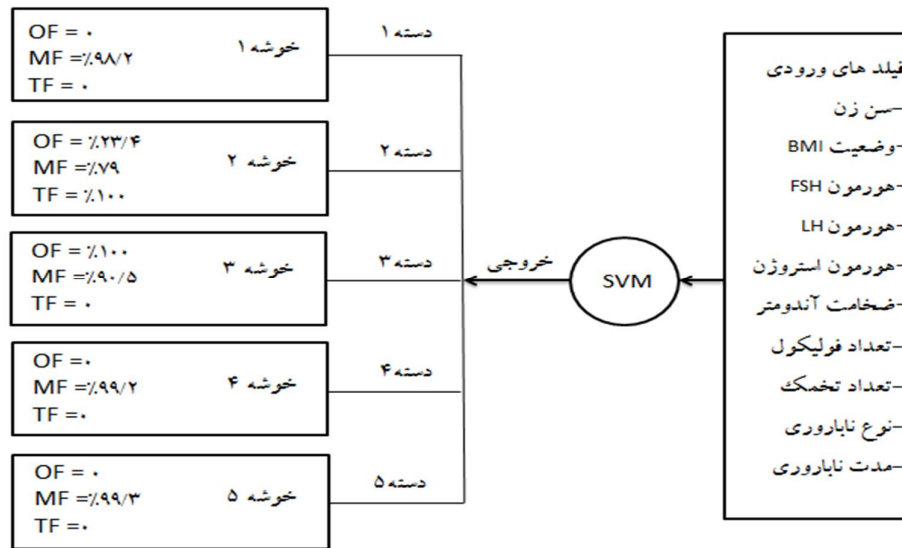 فیلد های ورودی
-سن زن
-وضعیت BMI
-هورمون FSH
-هورمون LH
-هورمون استروژن
-ضخامت آندومتر
-تعداد فولیکول
-تعداد تخمک
-نوع ناباروری
-مدت ناباروری
SVM
خروجی
دسته ۱
خوشه ۱
OF = ۰
MF =٪۹۸/۲
TF = ۰
دسته ۲
خوشه ۲
OF = ٪۲۳/۴
MF =٪۷۹
TF = ٪۱۰۰
دسته ۳
خوشه ۳
OF = ٪۱۰۰
MF =٪۹۰/۵
TF = ۰
دسته ۴
خوشه ۴
OF =۰
MF =٪۹۹/۲
TF =۰
دسته ۵
خوشه ۵
OF = ۰
MF =٪۹۹/۳
TF =۰